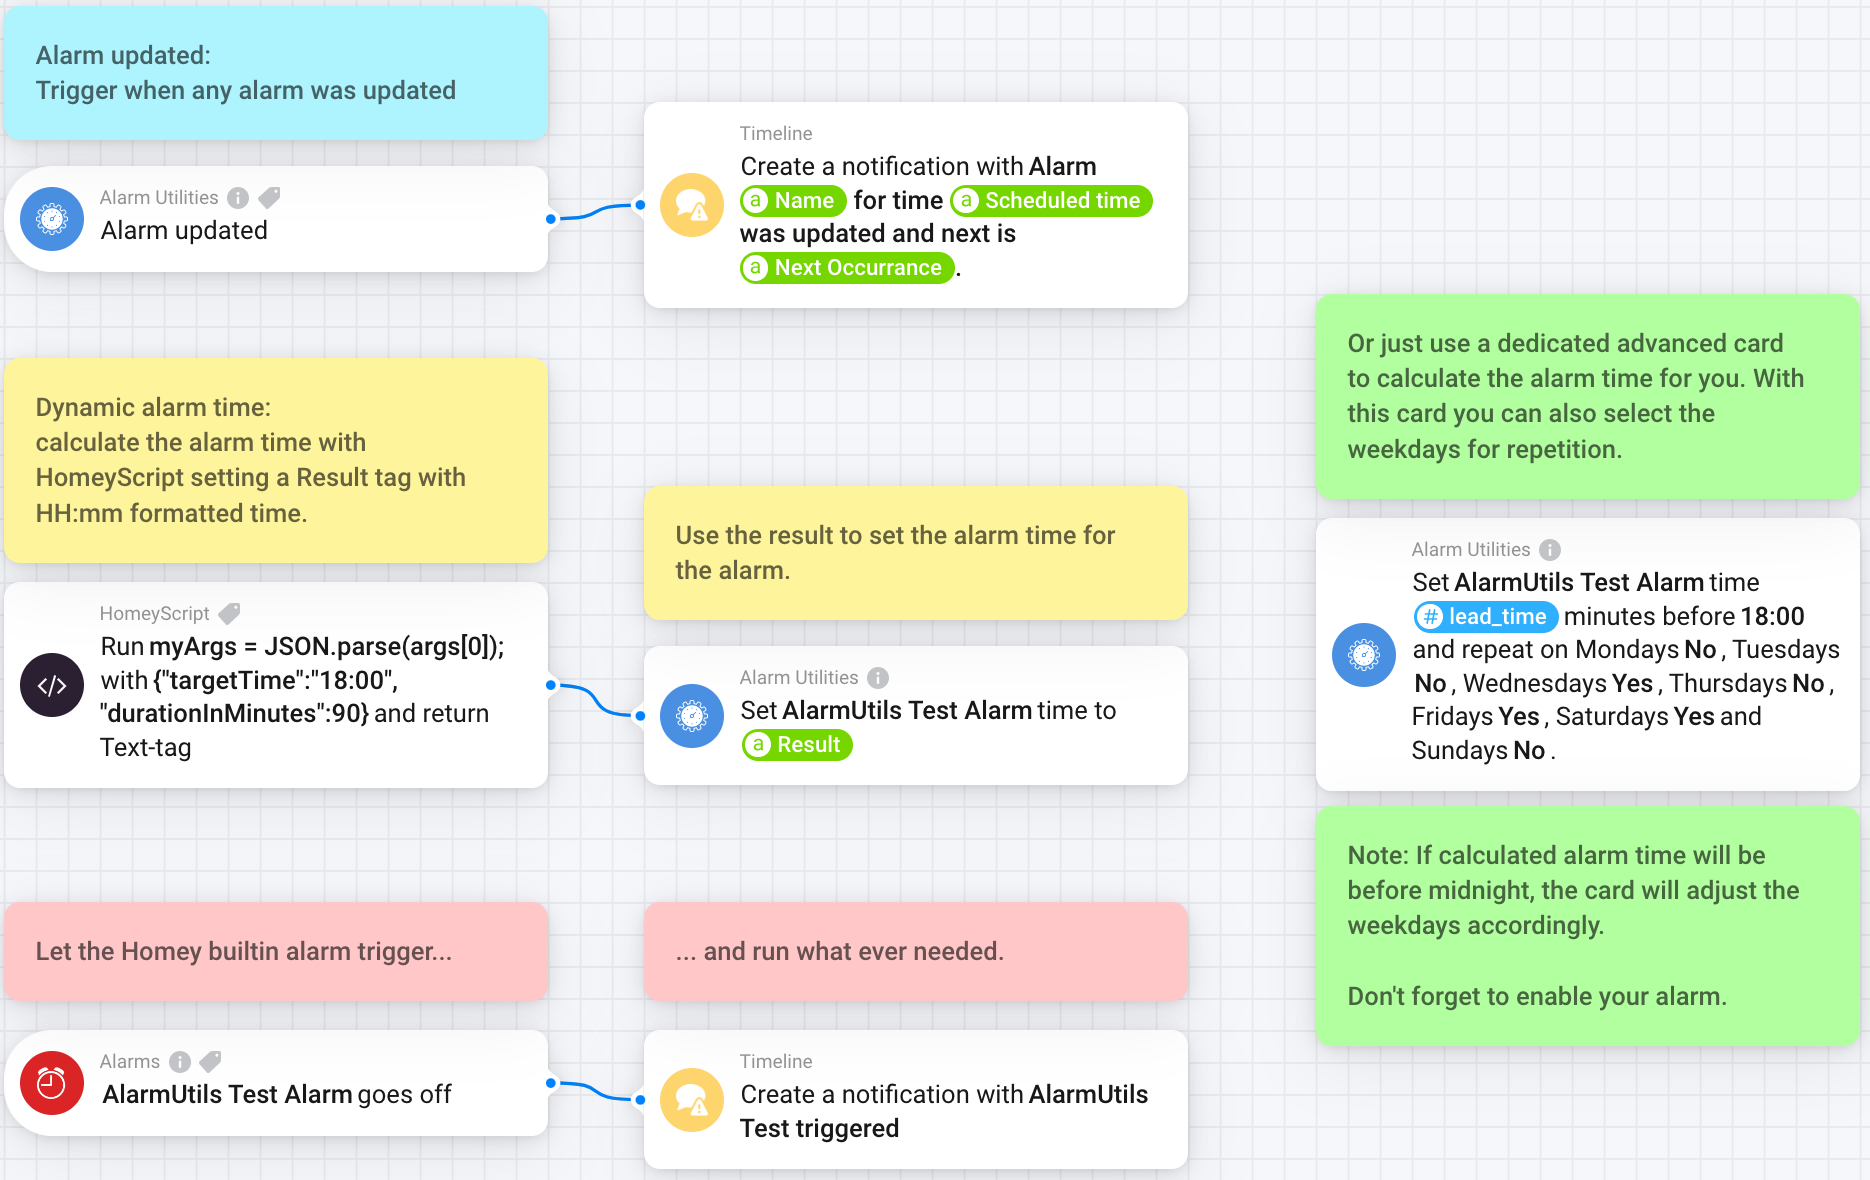 Alarm updated:
Trigger when any alarm was updated
Alarm Utilities
Alarm updated
Timeline
Create a notification with Alarm
a Name for time a Scheduled time
was updated and next is
a Next Occurrance .
Dynamic alarm time:
calculate the alarm time with
HomeyScript setting a Result tag with
HH:mm formatted time.
HomeyScript
Run myArgs = JSON.parse(args[0]);
with {"targetTime":"18:00",
"durationInMinutes":90} and return
Text-tag
Use the result to set the alarm time for
the alarm.
Alarm Utilities
Set AlarmUtils Test Alarm time to
a Result
Or just use a dedicated advanced card
to calculate the alarm time for you. With
this card you can also select the
weekdays for repetition.
Alarm Utilities
Set AlarmUtils Test Alarm time
# lead_time minutes before 18:00
and repeat on Mondays No , Tuesdays
No , Wednesdays Yes , Thursdays No ,
Fridays Yes , Saturdays Yes and
Sundays No .
Note: If calculated alarm time will be
before midnight, the card will adjust the
weekdays accordingly.
Don't forget to enable your alarm.
Let the Homey builtin alarm trigger...
... and run what ever needed.
Alarms
AlarmUtils Test Alarm goes off
Timeline
Create a notification with AlarmUtils
Test triggered